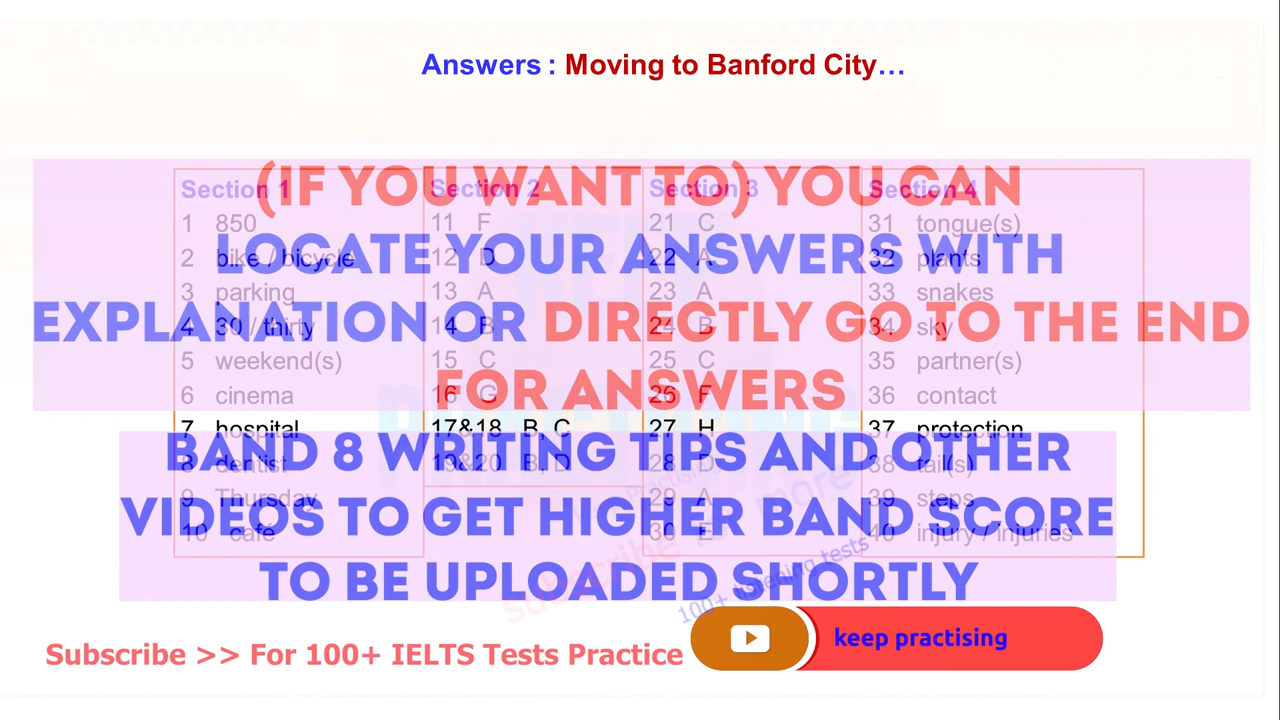 Answers : Moving to Banford City…
(IF YOU WANT TO) YOU CAN
LOCATE YOUR ANSWERS WITH
EXPLANATION OR DIRECTLY GO TO THE END
FOR ANSWERS
BAND 8 WRITING TIPS AND OTHER
VIDEOS TO GET HIGHER BAND SCORE
TO BE UPLOADED SHORTLY
Section 1
1 850
2 bike / bicycle
3 parking
4 30 / thirty
5 weekend(s)
6 cinema
7 hospital
8 dentist
9 Thursday
10 cafe
Section 2
11 F
12 D
13 A
14 B
15 C
16 G
17&18 B, C
19&20 B, D
Section 3
21 C
22 A
23 A
24 B
25 C
26 F
27 H
28 D
29 A
30 E
Section 4
31 tongue(s)
32 plants
33 snakes
34 sky
35 partner(s)
36 contact
37 protection
38 tail(s)
39 steps
40 injury / injuries
more
Subscribe
100+ listening tests
Subscribe >> For 100+ IELTS Tests Practice
keep practising